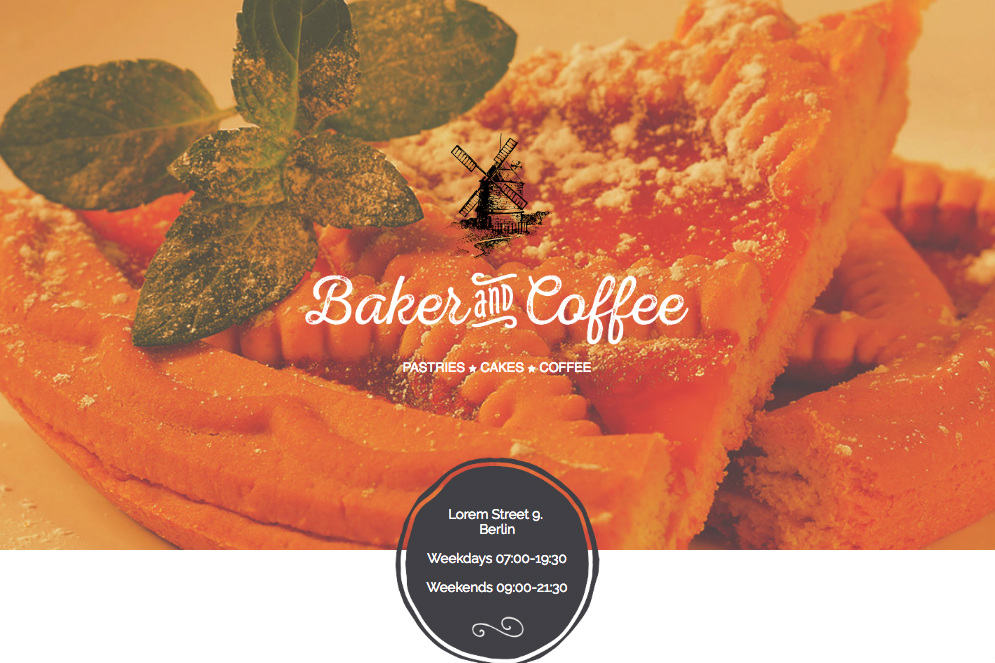 Baker and Coffee
PASTRIES ★ CAKES ★ COFFEE
Lorem Street 9.
Berlin
Weekdays 07:00-19:30
Weekends 09:00-21:30